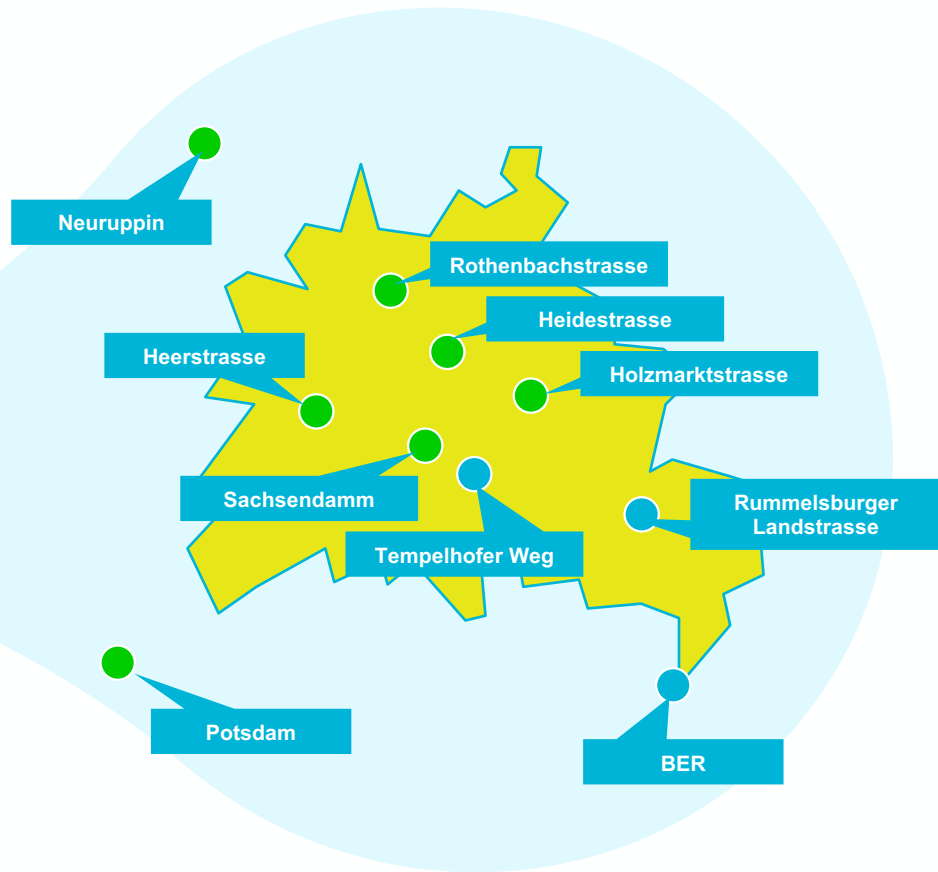 Neuruppin
Rothenbachstrasse
Heidestrasse
Heerstrasse
Holzmarktstrasse
Sachsendamm
Rummelsburger
Landstrasse
Tempelhofer Weg
Potsdam
BER